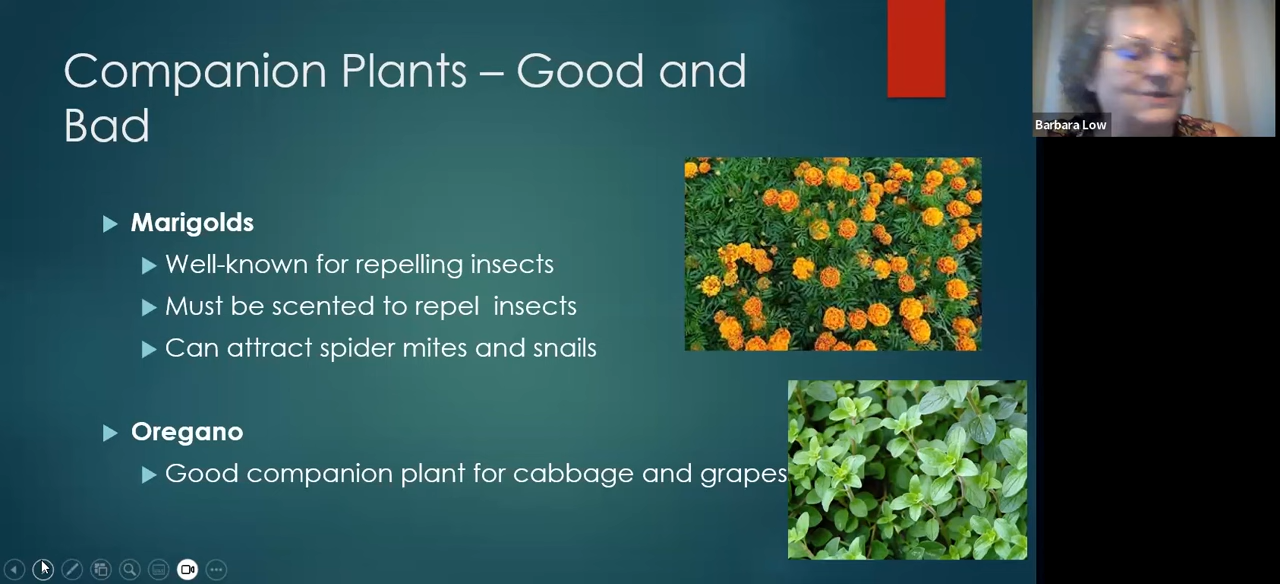 Companion Plants – Good and
Bad
Marigolds
Well-known for repelling insects
Must be scented to repel  insects
Can attract spider mites and snails
Oregano
Good companion plant for cabbage and grapes
Barbara Low